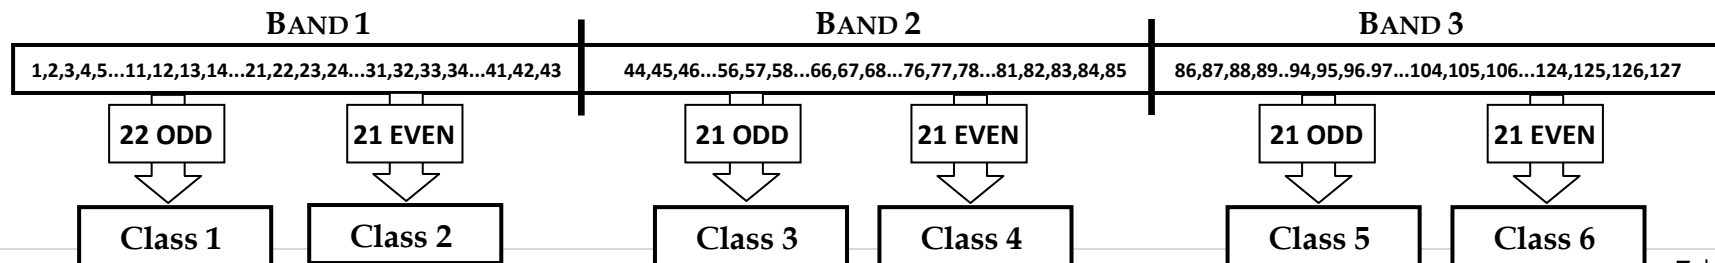 BAND 1 BAND 2 BAND 3
1,2,3,4,5...11,12,13,14...21,22,23,24...31,32,33,34...41,42,43 44,45,46...56,57,58...66,67,68...76,77,78...81,82,83,84,85 86,87,88,89..94,95,96.97...104,105,106...124,125,126,127
22 ODD 21 EVEN 21 ODD 21 EVEN 21 ODD 21 EVEN
Class 1 Class 2 Class 3 Class 4 Class 5 Class 6